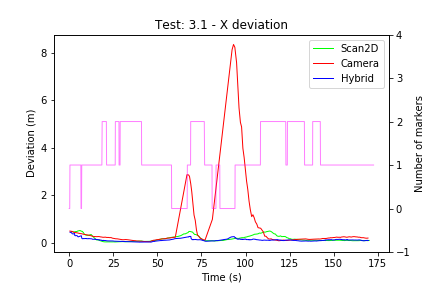 Test: 3.1 - X deviation
Scan2D
Camera
Hybrid
Deviation (m)
8
6
4
2
0
4
3
2
1
0
−1
Number of markers
0
25
50
75
100
125
150
175
Time (s)